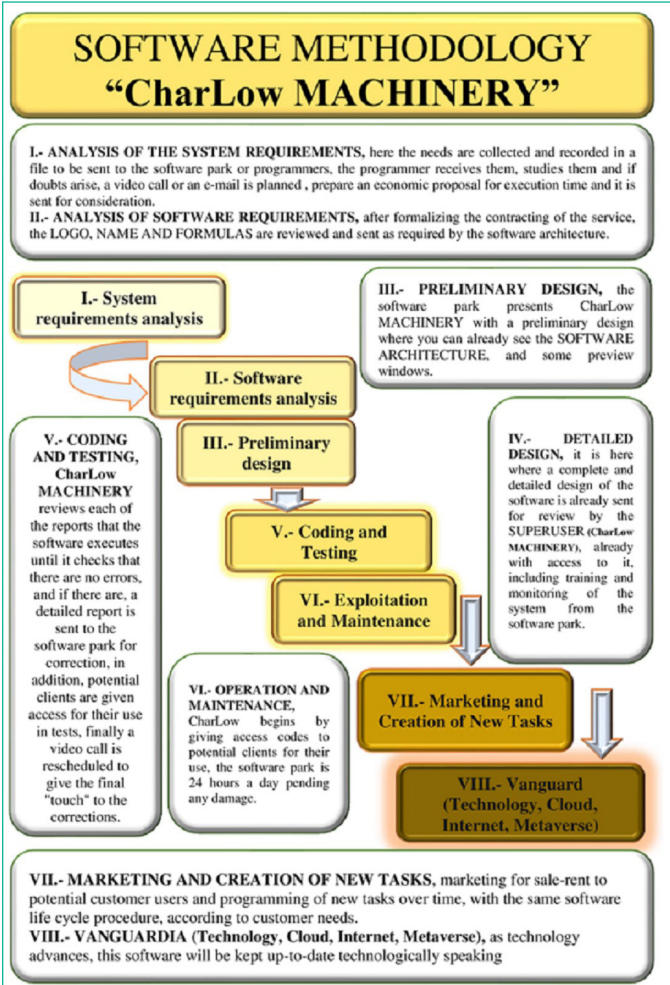 SOFTWARE METHODOLOGY
“CharLow MACHINERY”
I.- ANALYSIS OF THE SYSTEM REQUIREMENTS, here the needs are collected and recorded in a
file to be sent to the software park or programmers, the programmer receives them, studies them and if
doubts arise, a video call or an e-mail is planned , prepare an economic proposal for execution time and it is
sent for consideration.
II.- ANALYSIS OF SOFTWARE REQUIREMENTS, after formalizing the contracting of the service,
the LOGO, NAME AND FORMULAS are reviewed and sent as required by the software architecture.
I.- System
requirements analysis
III.- PRELIMINARY DESIGN, the
software park presents CharLow
MACHINERY with a preliminary design
where you can already see the SOFTWARE
ARCHITECTURE, and some preview
windows.
II.- Software
requirements analysis
III.- Preliminary
design
V.- CODING
AND TESTING,
CharLow
MACHINERY
reviews each of
the reports that the
software executes
until it checks that
there are no errors,
and if there are, a
detailed report is
sent to the
software park for
correction, in
addition, potential
clients are given
access for their use
in tests, finally a
video call is
rescheduled to
give the final
"touch" to the
corrections.
IV.- DETAILED
DESIGN, it is here
where a complete and
detailed design of the
software is already sent
for review by the
SUPERUSER (CharLow
MACHINERY), already
with access to it,
including training and
monitoring of the
system from the
software park.
V.- Coding and
Testing
VI.- Exploitation
and Maintenance
VI.- OPERATION AND
MAINTENANCE,
CharLow begins by
giving access codes to
potential clients for their
use, the software park is
24 hours a day pending
any damage.
VII.- Marketing and
Creation of New Tasks
VIII.- Vanguard
(Technology, Cloud,
Internet, Metaverse)
VII.- MARKETING AND CREATION OF NEW TASKS, marketing for sale-rent to
potential customer users and programming of new tasks over time, with the same software
life cycle procedure, according to customer needs.
VIII.- VANGUARDIA (Technology, Cloud, Internet, Metaverse), as technology
advances, this software will be kept up-to-date technologically speaking